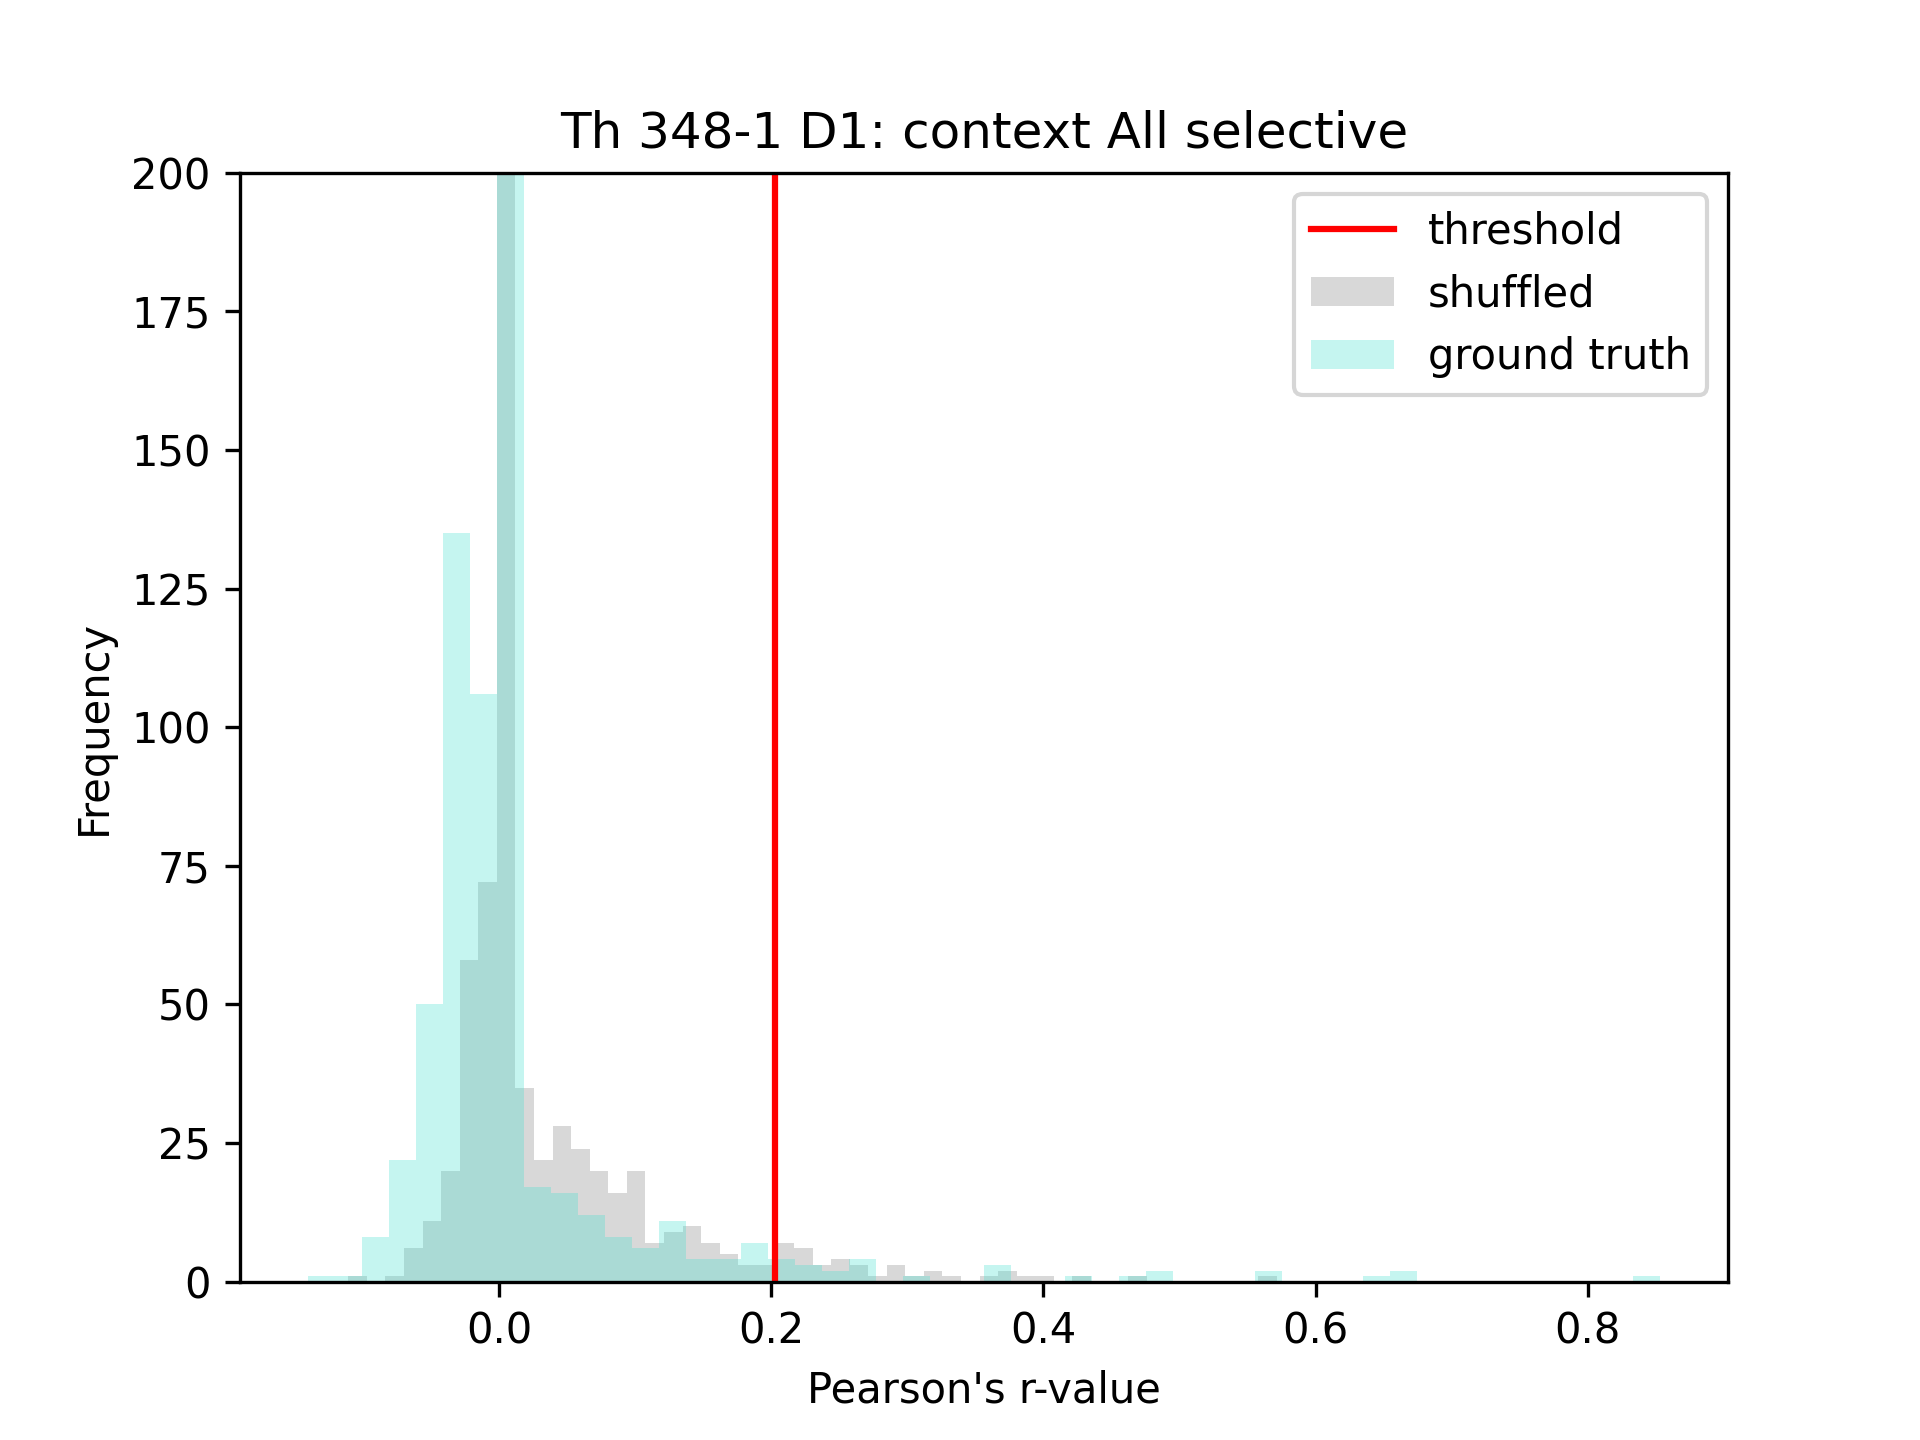 Th 348-1 D1: context All selective
200
175
150
125
100
75
50
25
0
Frequency
threshold
shuffled
ground truth
0.0 0.2 0.4 0.6 0.8
Pearson's r-value